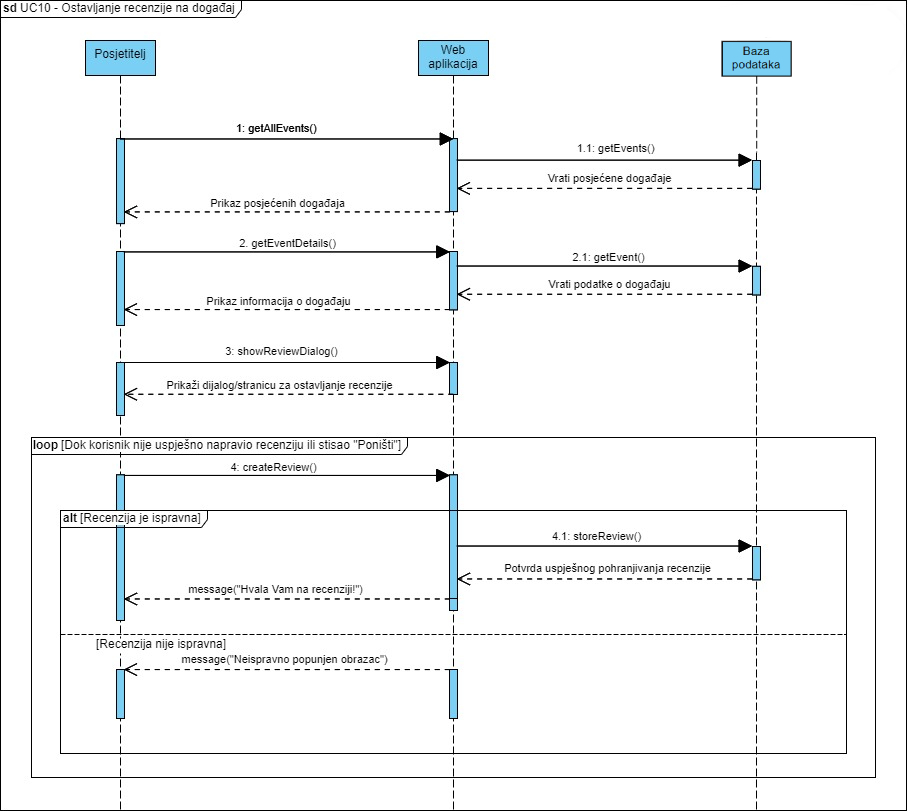 sd UC10 - Ostavljanje recenzije na događaj
Posjetitelj
Web
aplikacija
Baza
podataka
1: getAllEvents()
1.1: getEvents()
Vrati posjećene događaje
Prikaz posjećenih događaja
2. getEventDetails()
2.1: getEvent()
Vrati podatke o događaju
Prikaz informacija o događaju
3: showReviewDialog()
Prikaži dijalog/stranicu za ostavljanje recenzije
loop [Dok korisnik nije uspješno napravio recenziju ili stisao "Poništi"]
4: createReview()
alt [Recenzija je ispravna]
4.1: storeReview()
Potvrda uspješnog pohranjivanja recenzije
message("Hvala Vam na recenziji!")
[Recenzija nije ispravna]
message("Neispravno popunjen obrazac")